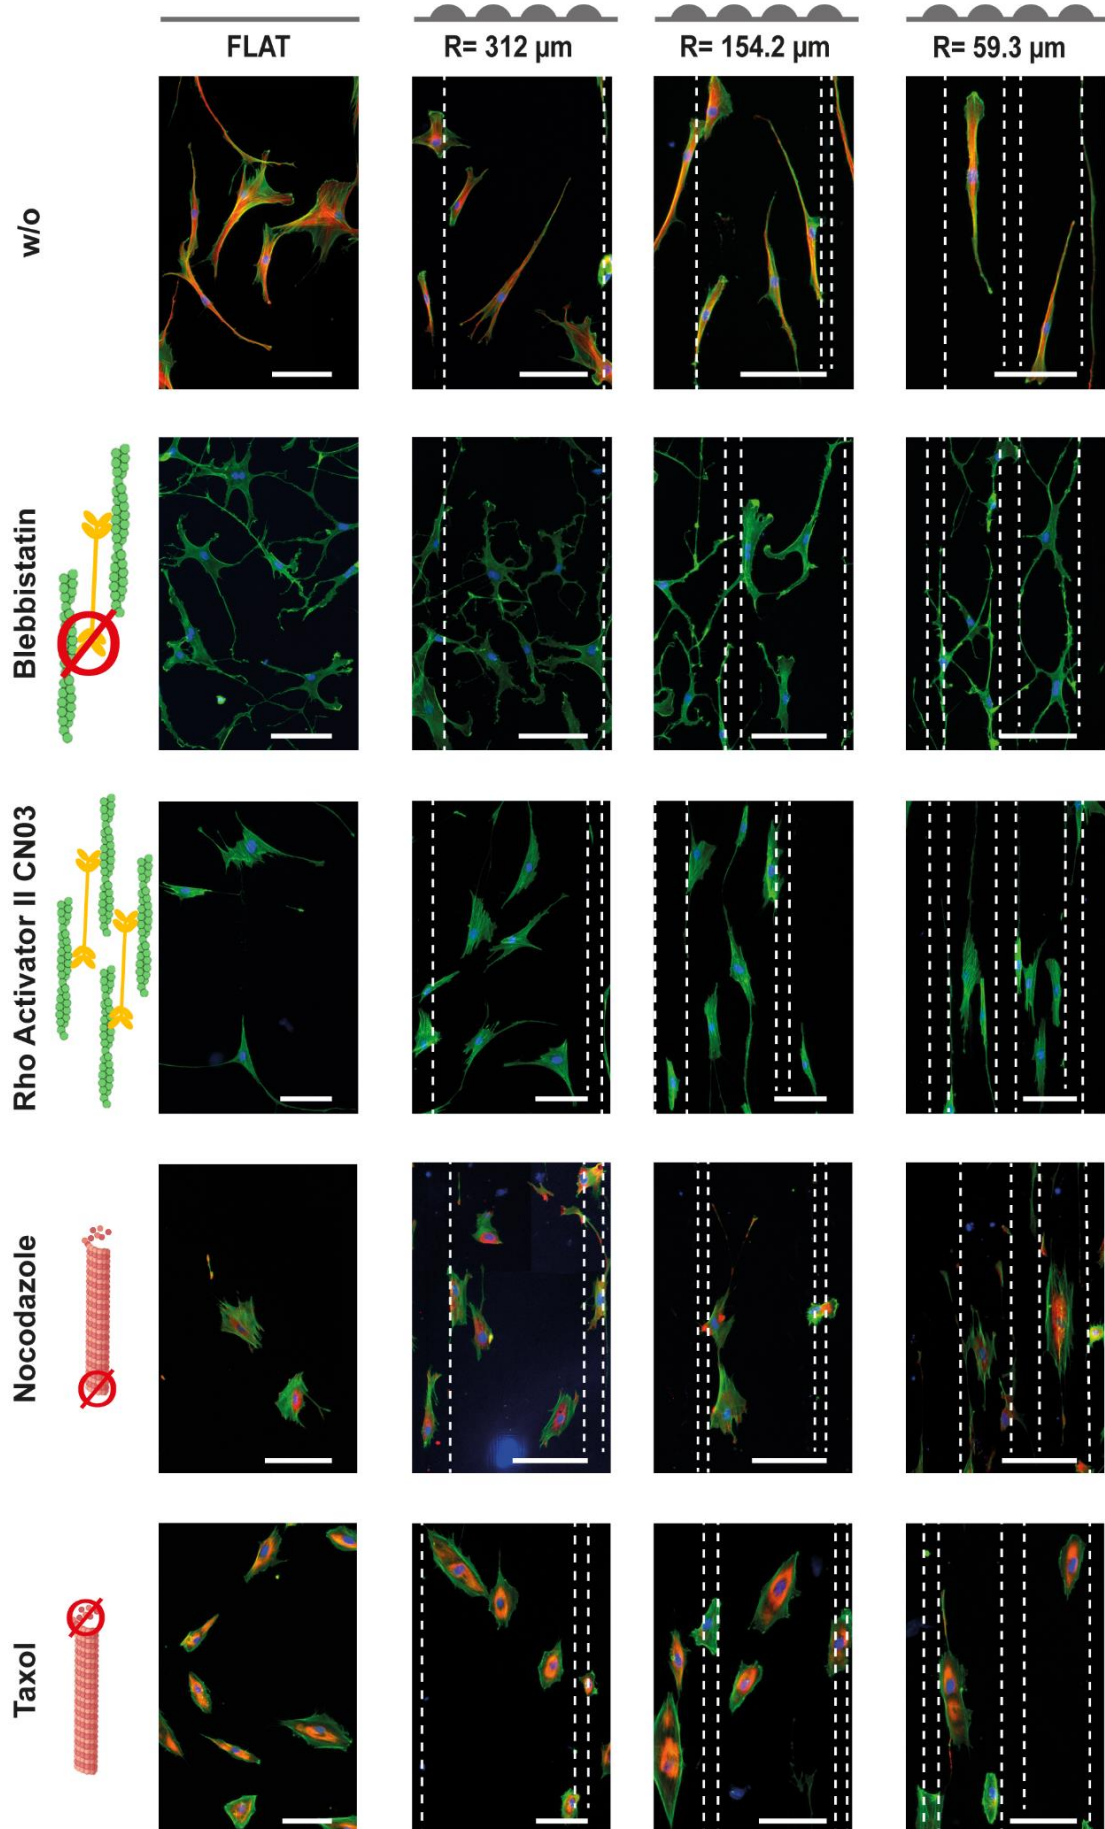 FLAT
R= 312 µm
R= 154.2 µm
R= 59.3 µm
w/o
Blebbistatin
Rho Activator II CN03
Nocodazole
Taxol